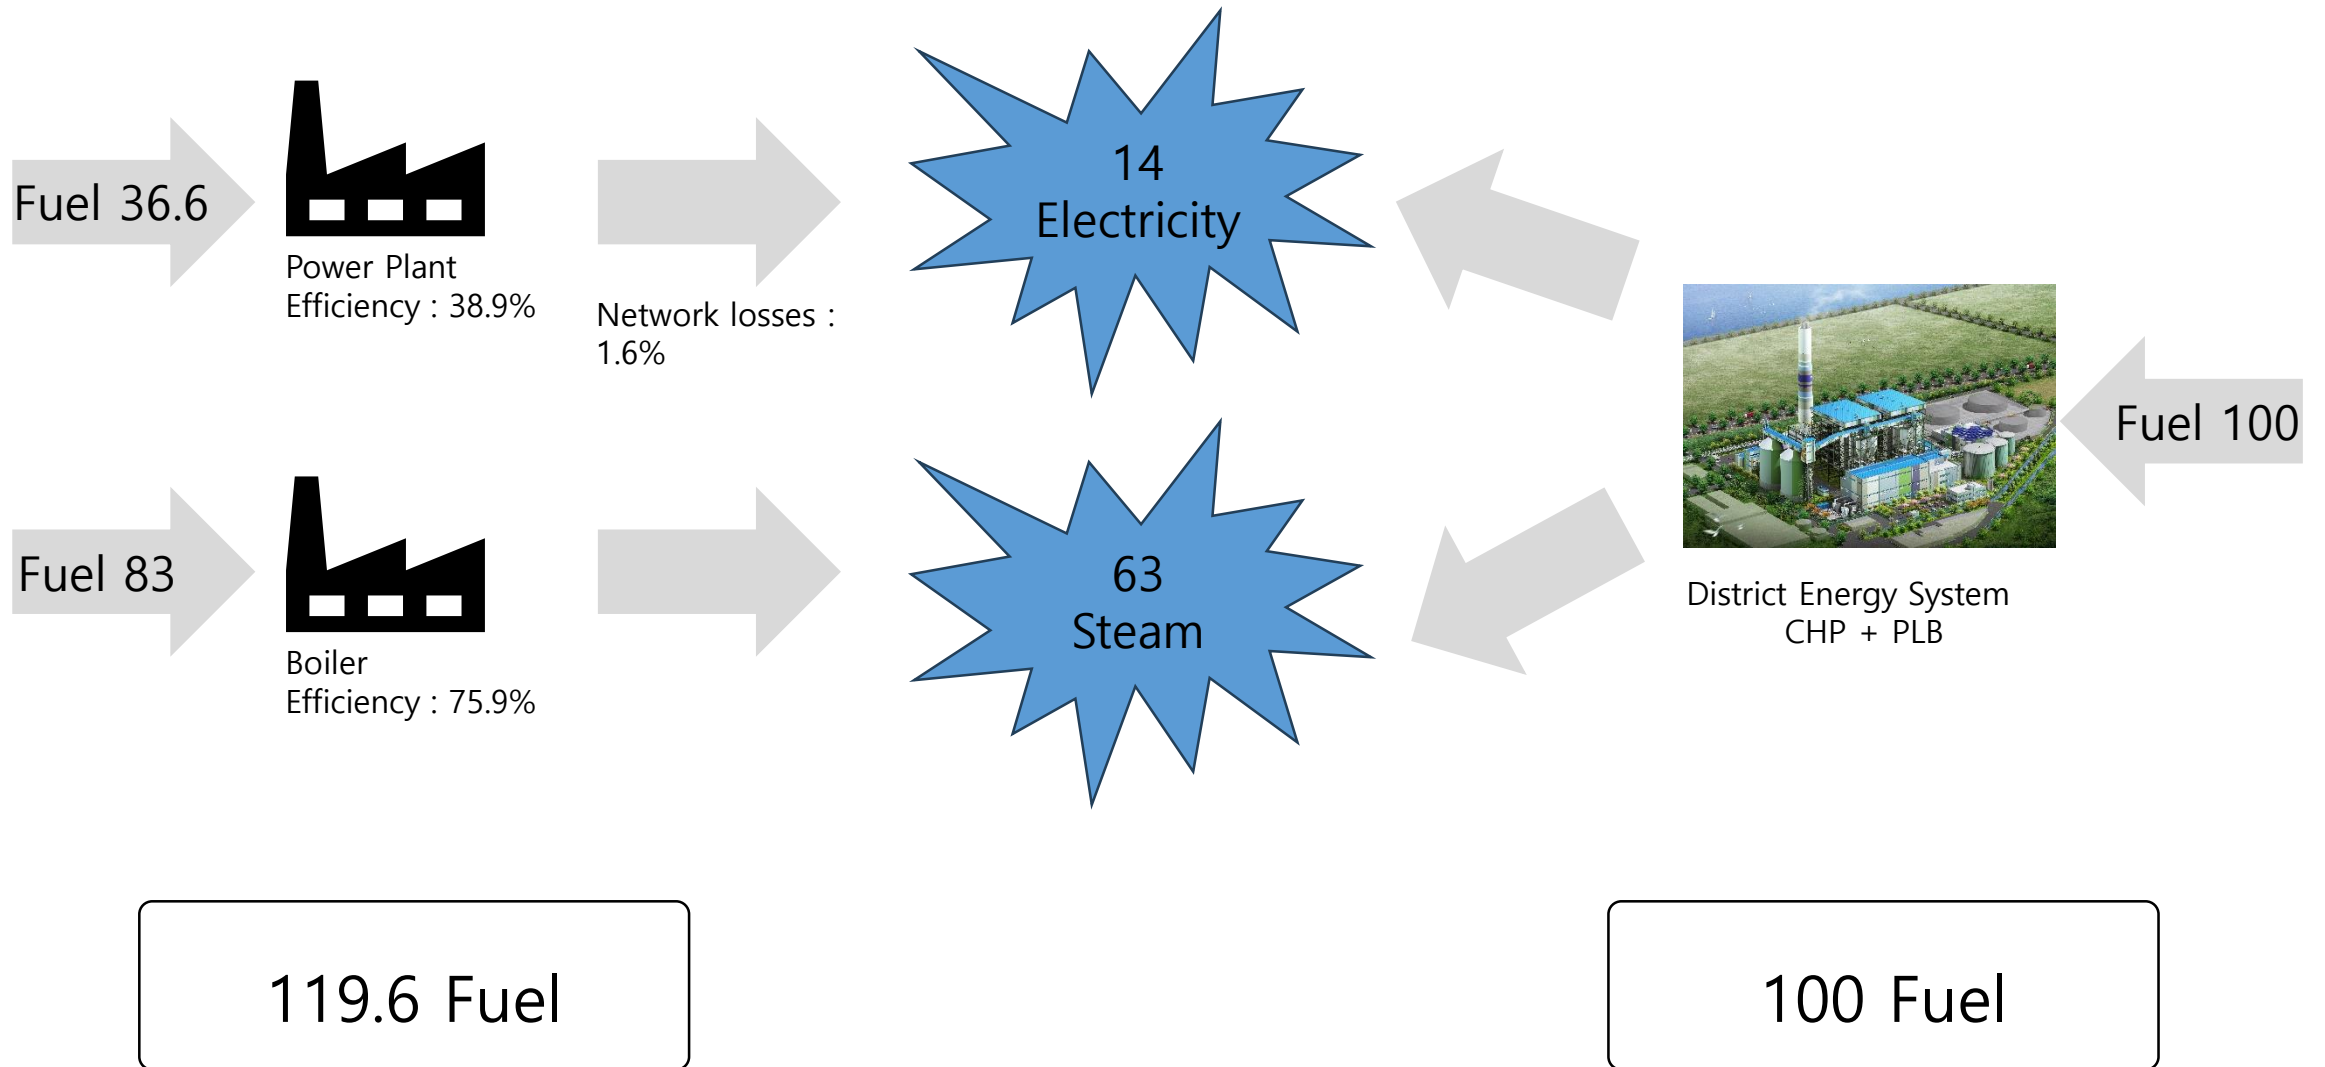 Fuel 36.6
Power Plant
Efficiency : 38.9%
Network losses :
1.6%
14
Electricity
Fuel 83
Boiler
Efficiency : 75.9%
63
Steam
Fuel 100
District Energy System
CHP + PLB
119.6 Fuel
100 Fuel